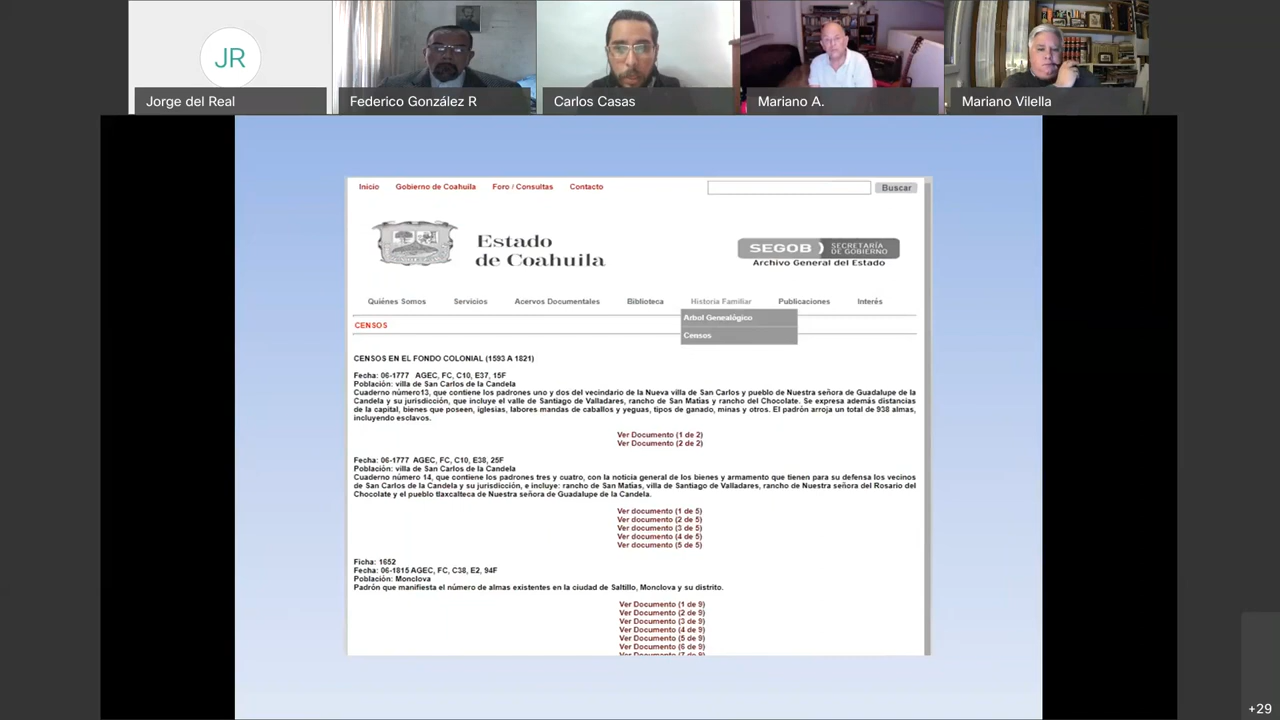 JR
Jorge del Real
Federico González R
Carlos Casas
Mariano A.
Mariano Vilella
Inicio
Gobierno de Coahuila
Foro / Consultas
Contacto
Buscar
Estado
de Coahuila
SEGOB
SECRETARÍA
DE GOBIERNO
Archivo General del Estado
Quiénes Somos
Servicios
Acervos Documentales
Biblioteca
Historia Familiar
Publicaciones
Interés
Arbol Genealógico
Censos
CENSOS
CENSOS EN EL FONDO COLONIAL (1593 A 1821)
Fecha: 06-1777 AGEC, FC, C10, E37, 15F
Población: villa de San Carlos de la Candela
Cuaderno número13, que contiene los padrones uno y dos del vecindario de la Nueva villa de San Carlos y pueblo de Nuestra señora de Guadalupe de la
Candela y su jurisdicción, que incluye el valle de Santiago de Valladares, rancho de San Matías y rancho del Chocolate. Se expresa además distancias
de la capital, bienes que poseen, iglesias, labores mandas de caballos y yeguas, tipos de ganado, minas y otros. El padrón arroja un total de 938 almas,
incluyendo esclavos.
Ver Documento (1 de 2)
Ver Documento (2 de 2)
Fecha: 06-1777 AGEC, FC, C10, E38, 25F
Población: villa de San Carlos de la Candela
Cuaderno número 14, que contiene los padrones tres y cuatro, con la noticia general de los bienes y armamento que tienen para su defensa los vecinos
de San Carlos de la Candela y su jurisdicción, e incluye: rancho de San Matías, villa de Santiago de Valladares, rancho de Nuestra señora del Rosario del
Chocolate y el pueblo tlaxcalteca de Nuestra señora de Guadalupe de la Candela.
Ver documento (1 de 5)
Ver documento (2 de 5)
Ver documento (3 de 5)
Ver documento (4 de 5)
Ver documento (5 de 5)
Ficha: 1652
Fecha: 06-1815 AGEC, FC, C38, E2, 94F
Población: Monclova
Padrón que manifiesta el número de almas existentes en la ciudad de Saltillo, Monclova y su distrito.
Ver Documento (1 de 9)
Ver Documento (2 de 9)
Ver Documento (3 de 9)
Ver Documento (4 de 9)
Ver Documento (5 de 9)
Ver Documento (6 de 9)
Ver Documento (7 de 9)
+29